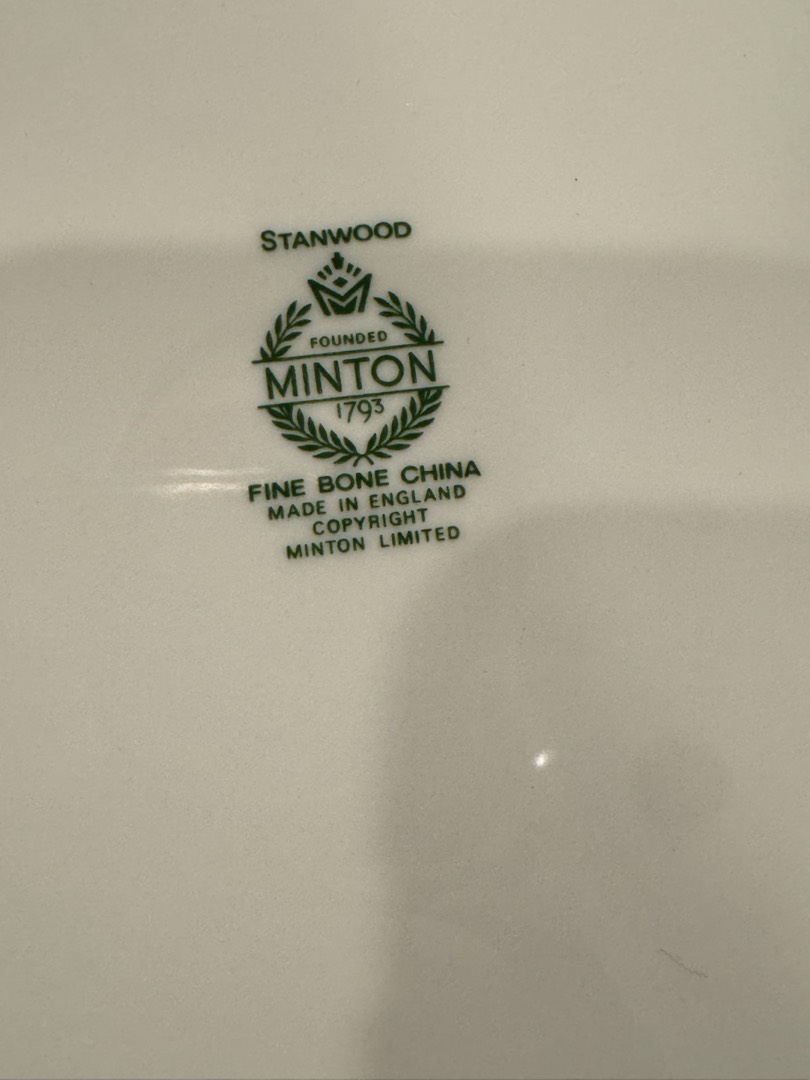 STANWOOD
FOUNDED
MINTON
1793
FINE BONE CHINA
MADE IN ENGLAND
COPYRIGHT
MINTON LIMITED